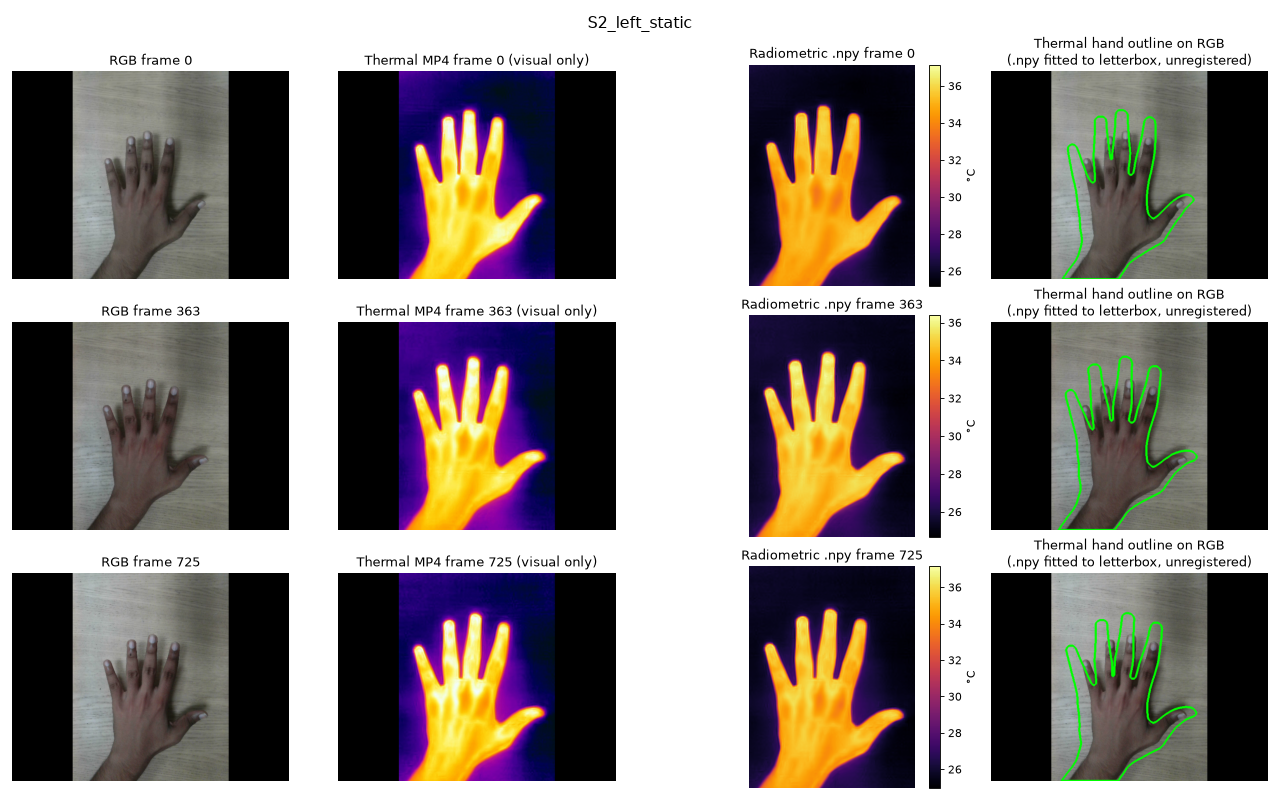 S2_left_static
RGB frame 0
Thermal MP4 frame 0 (visual only)
Radiometric .npy frame 0
Thermal hand outline on RGB
(.npy fitted to letterbox, unregistered)
36
34
32
30
28
26
°C
RGB frame 363
Thermal MP4 frame 363 (visual only)
Radiometric .npy frame 363
Thermal hand outline on RGB
(.npy fitted to letterbox, unregistered)
36
34
32
30
28
26
°C
RGB frame 725
Thermal MP4 frame 725 (visual only)
Radiometric .npy frame 725
Thermal hand outline on RGB
(.npy fitted to letterbox, unregistered)
36
34
32
30
28
26
°C